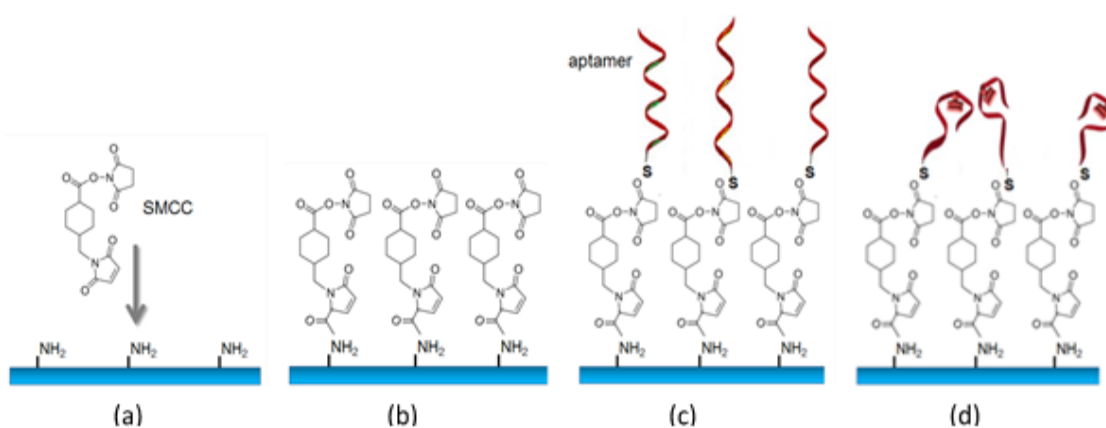 aptamer
S S S
S S S
O
O O N
O
SMCC
O N
O
NH₂ NH₂ NH₂
O O O
O O N O O N O O N
O O O
N O N O N O
O O O
NH₂ NH₂ NH₂
O O O
O O N O O N O O N
O O O
N O N O N O
O O O
NH₂ NH₂ NH₂
O O O
O O N O O N O O N
O O O
N O N O N O
O O O
NH₂ NH₂ NH₂
(a) (b) (c) (d)